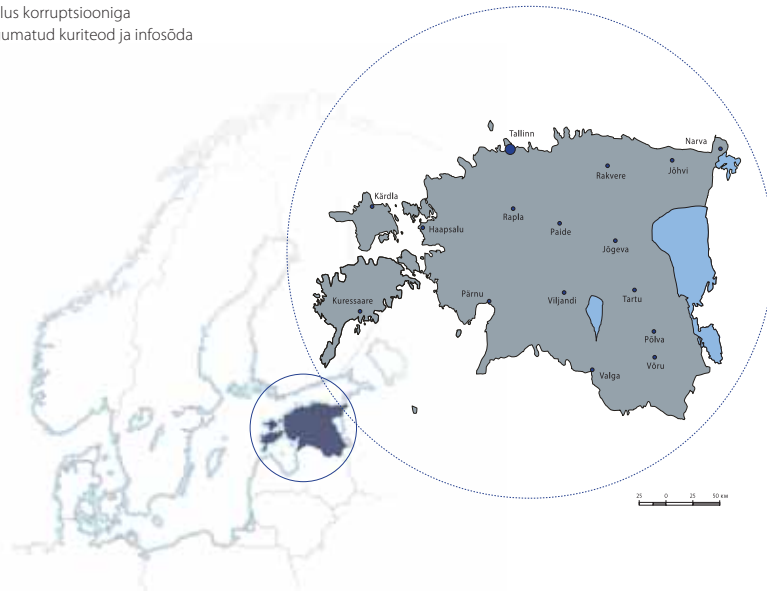 lus korruptsiooniga
umatud kuriteod ja infosõda
Tallinn
Narva
Rakvere
Jõhvi
Kärdla
Haapsalu
Rapla
Paide
Jõgeva
Kuressaare
Pärnu
Viljandi
Tartu
Põlva
Võru
Valga
25 0 25 50 KM